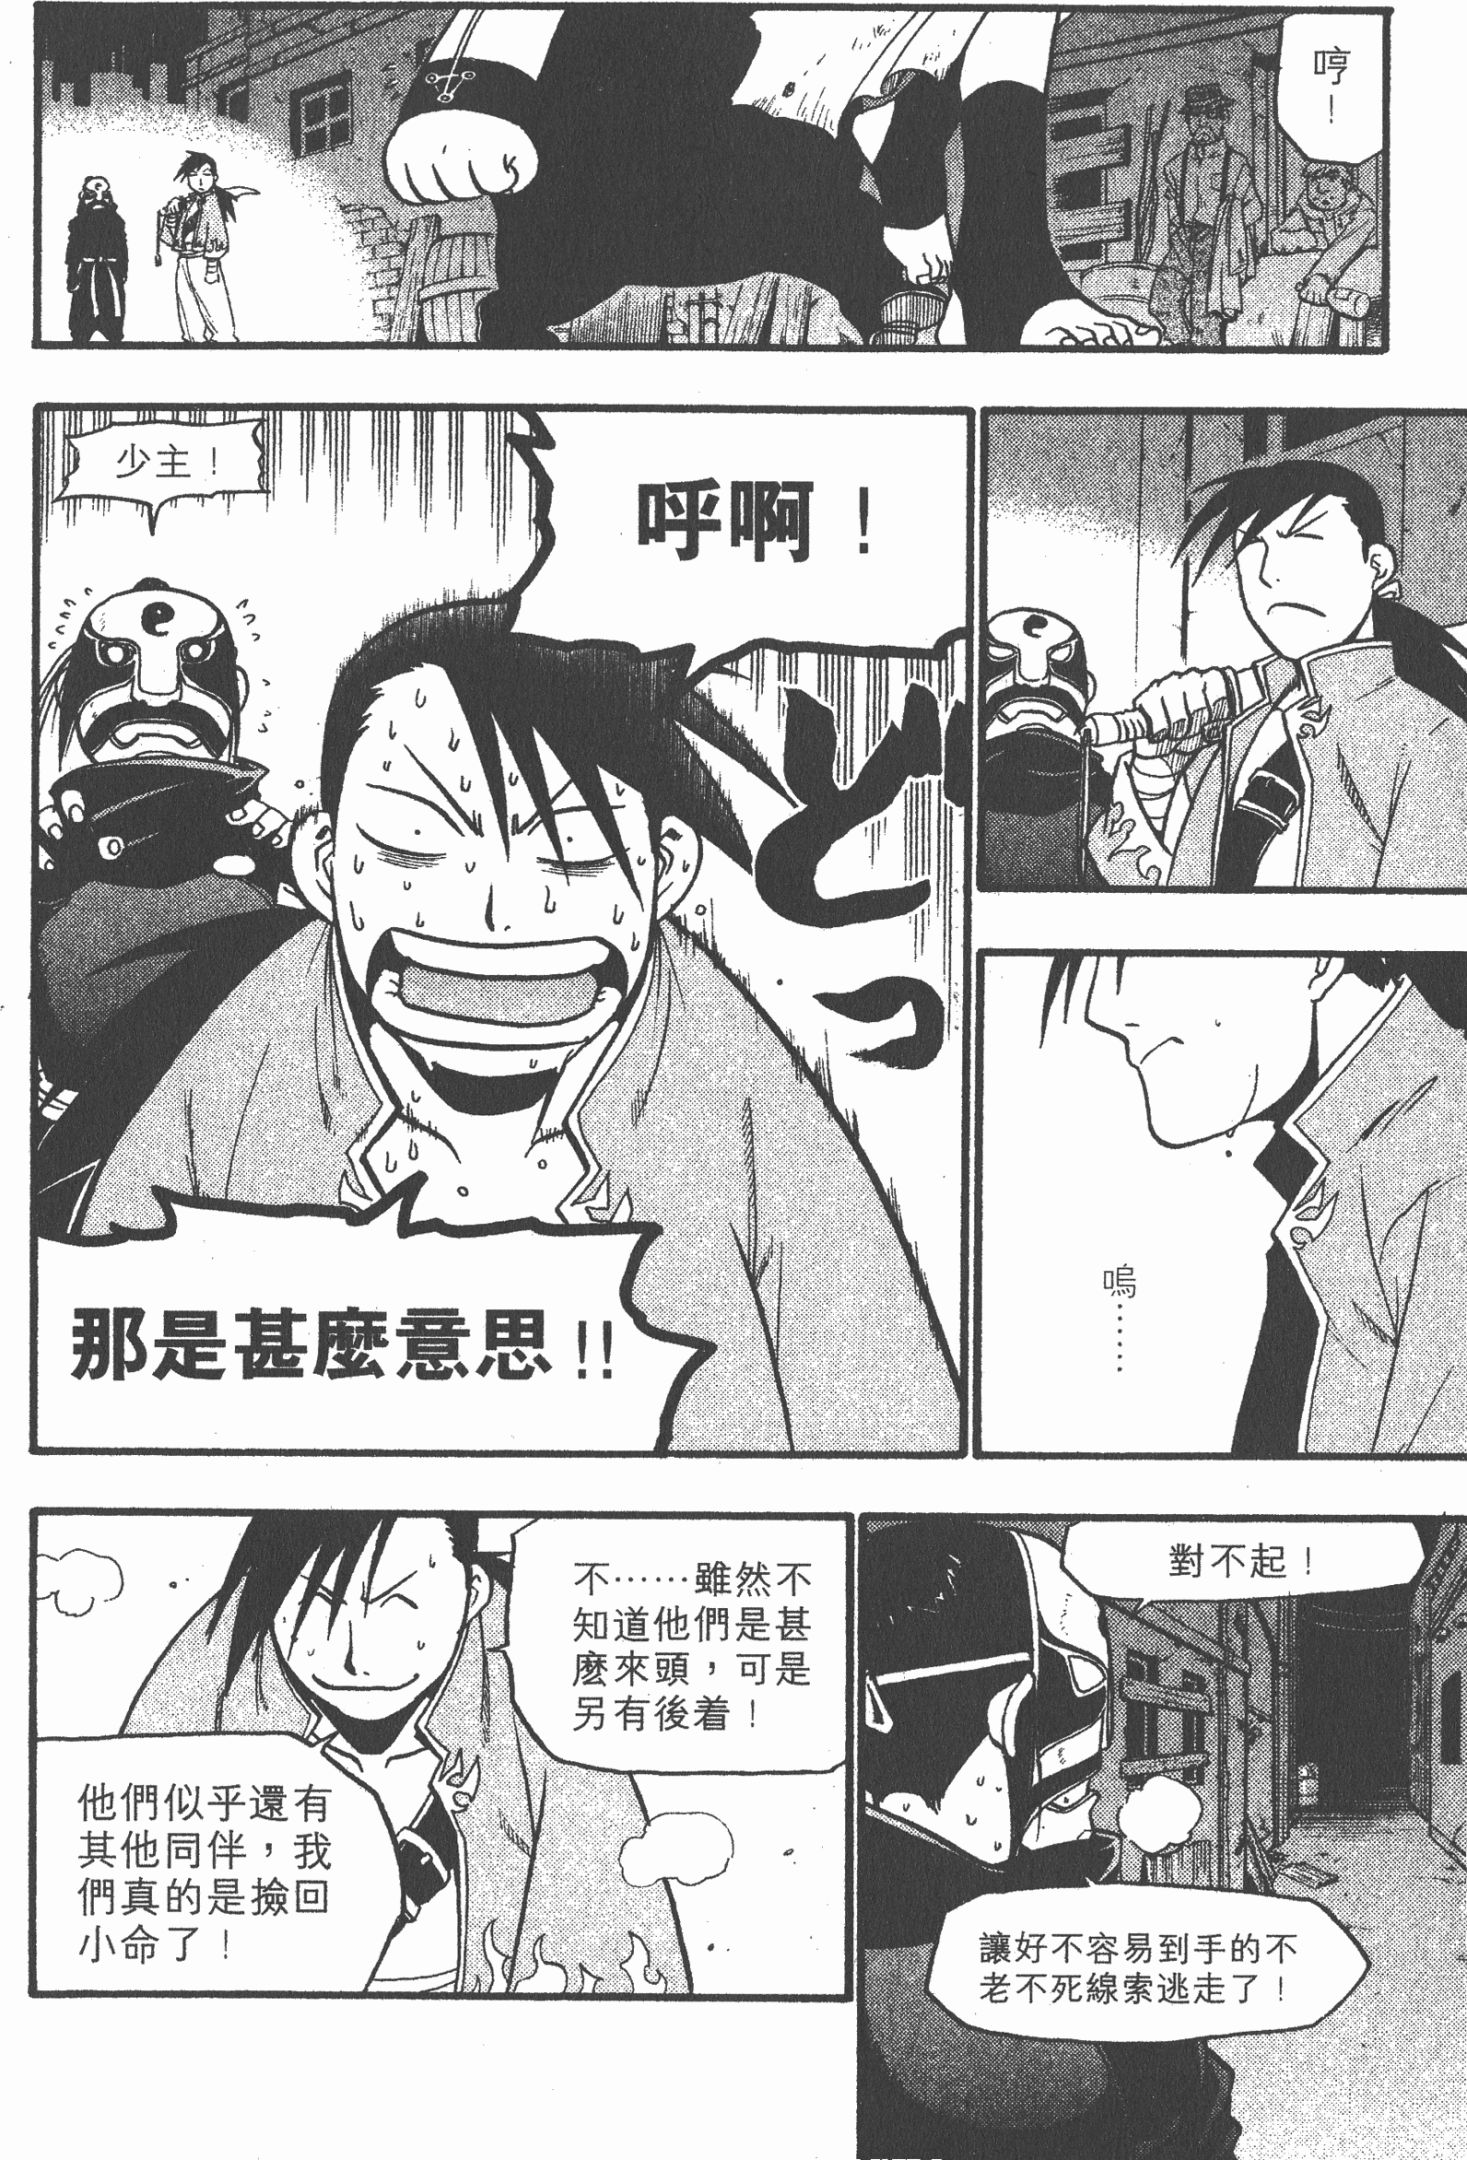 哼！
呼啊！
少主！
どっ
嗚……
那是甚麼意思!!
對不起！
讓好不容易到手的不
老不死線索逃走了！
不……雖然不
知道他們是甚
麼來頭，可是
另有後着！
他們似乎還有
其他同伴，我
們真的是撿回
小命了！